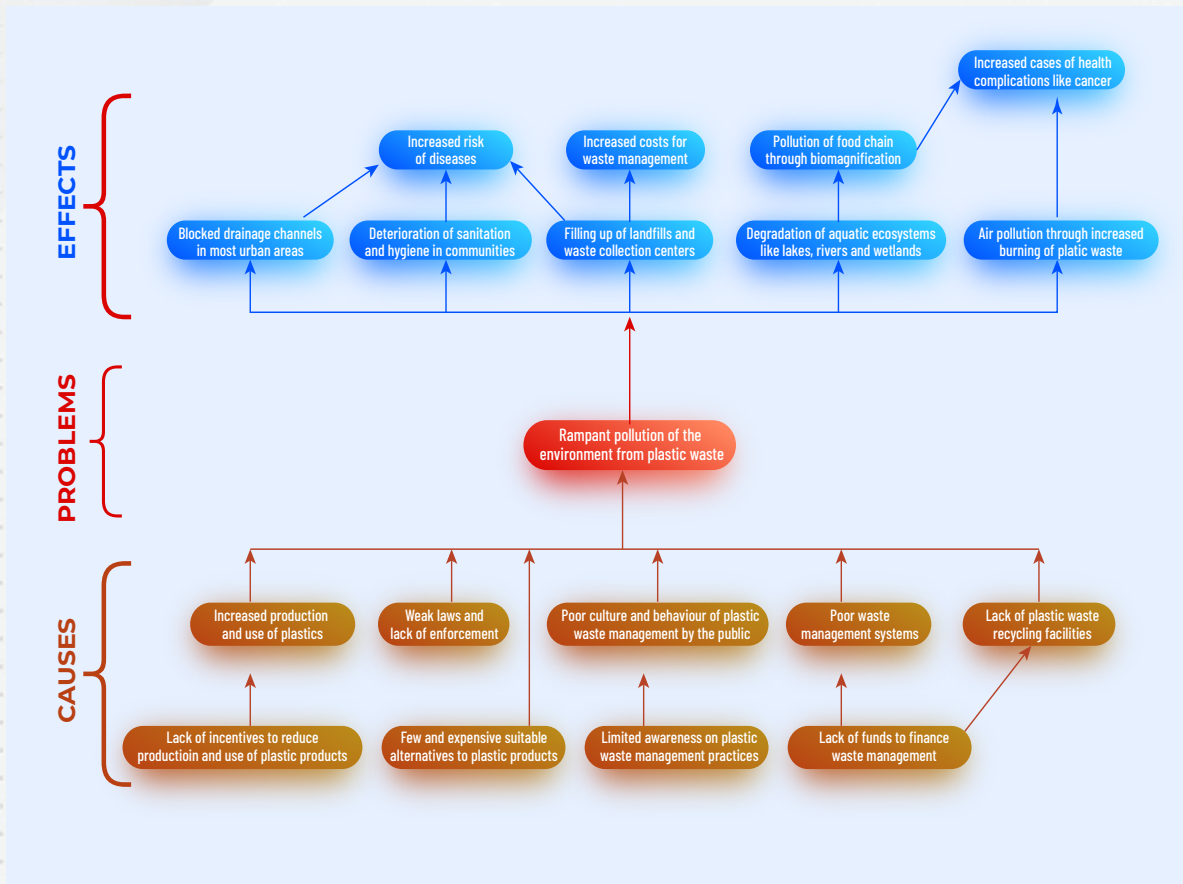 EFFECTS
Increased cases of health
complications like cancer
Increased risk
of diseases
Increased costs for
waste management
Pollution of food chain
through biomagnification
Blocked drainage channels
in most urban areas
Deterioration of sanitation
and hygiene in communities
Filling up of landfills and
waste collection centers
Degradation of aquatic ecosystems
like lakes, rivers and wetlands
Air pollution through increased
burning of platic waste
PROBLEMS
Rampant pollution of the
environment from plastic waste
CAUSES
Increased production
and use of plastics
Weak laws and
lack of enforcement
Poor culture and behaviour of plastic
waste management by the public
Poor waste
management systems
Lack of plastic waste
recycling facilities
Lack of incentives to reduce
productioin and use of plastic products
Few and expensive suitable
alternatives to plastic products
Limited awareness on plastic
waste management practices
Lack of funds to finance
waste management